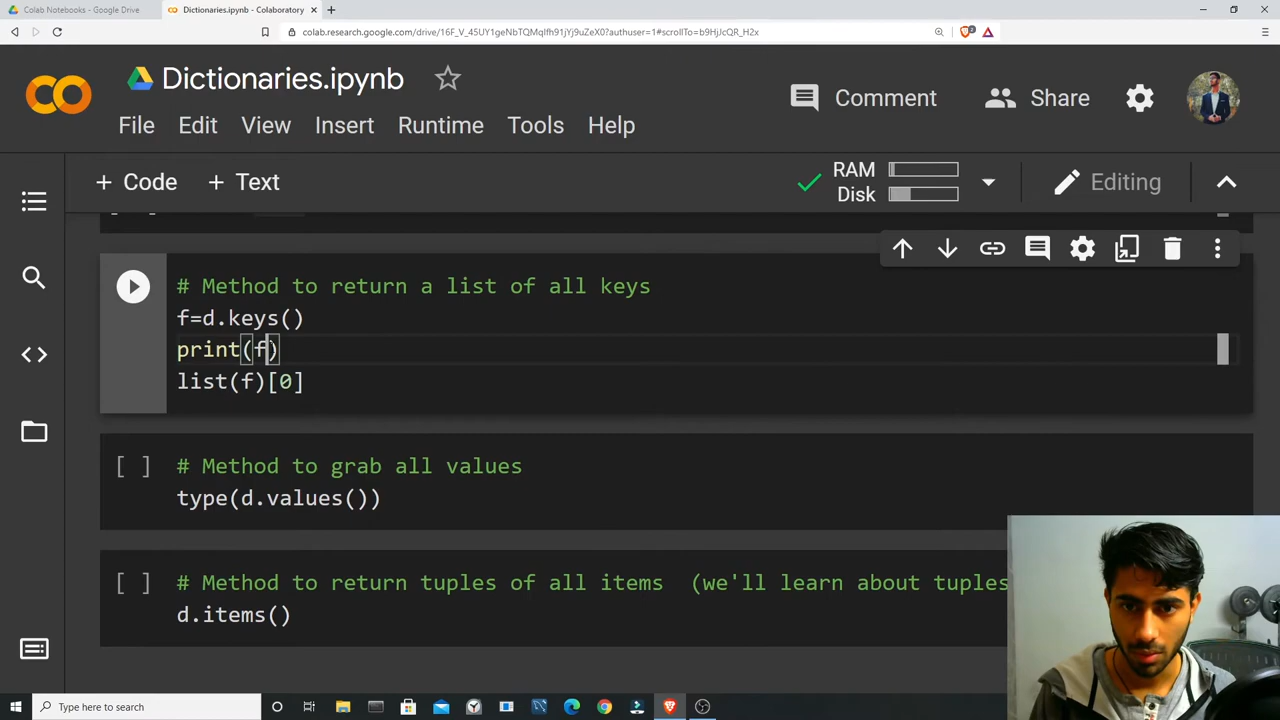 Colab Notebooks - Google Drive
Dictionaries.ipynb - Colaboratory
colab.research.google.com/drive/16F_V_45UY1geNbTQMqIfh91jYj9uZeX0?authuser=1#scrollTo=b9HjJcQR_H2x
Dictionaries.ipynb
Comment
Share
File Edit View Insert Runtime Tools Help
+ Code + Text
RAM
Disk
Editing
# Method to return a list of all keys
f=d.keys()
print(f)
list(f)[0]
[ ] # Method to grab all values
type(d.values())
[ ] # Method to return tuples of all items (we'll learn about tuples
d.items()
Type here to search